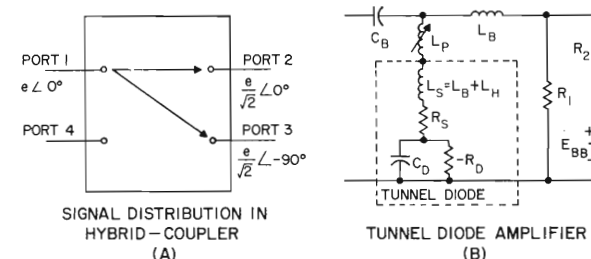 PORT 1
e∠0°
PORT 2
e/√2 ∠0°
PORT 4
PORT 3
e/√2 ∠-90°
SIGNAL DISTRIBUTION IN
HYBRID-COUPLER
(A)
C_B
L_P
L_B
R_2
L_S=L_B+L_H
R_S
R_1
C_D
-R_D
E_BB
+
-
TUNNEL DIODE
TUNNEL DIODE AMPLIFIER
(B)